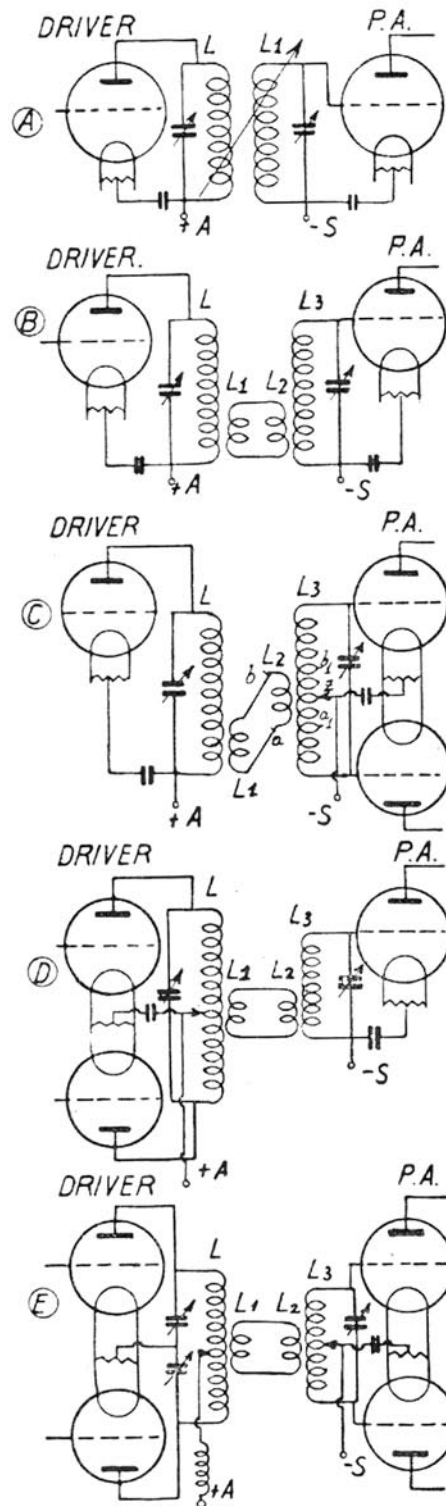 DRIVER P.A.
L L1
A
+A -S
DRIVER. P.A.
B L L3
L1 L2
+A -S
DRIVER P.A.
C L L3
L2
b b1
z
a a1
L1
+A -S
DRIVER P.A.
L L3
D L1 L2
-S
+A
DRIVER P.A.
L L3
E L1 L2
+A -S